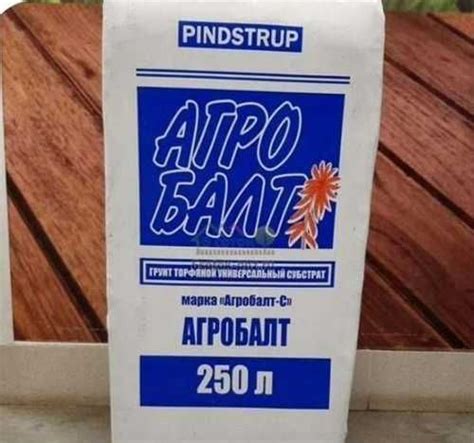 PINDSTRUP
АГРО
БАЛТ
ГРУНТ ТОРФЯНОЙ УНИВЕРСАЛЬНЫЙ СУБСТРАТ
марка «Агробалт-С»
АГРОБАЛТ
250 л